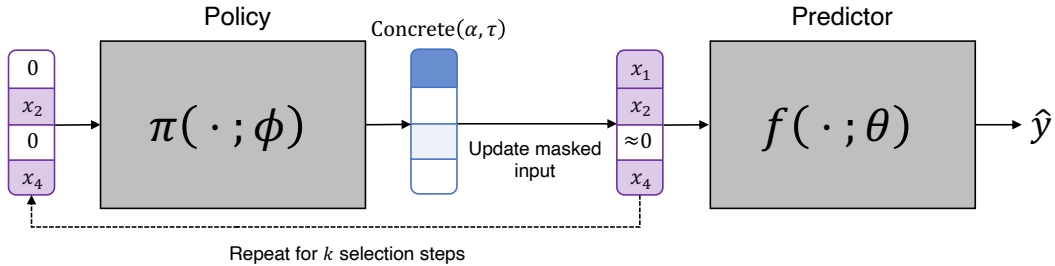 Policy
Concrete(α, τ)
Predictor
0
x₂
0
x₄
π( · ; ϕ)
Update masked
input
x₁
x₂
≈0
x₄
f( · ; θ)
ŷ
Repeat for k selection steps